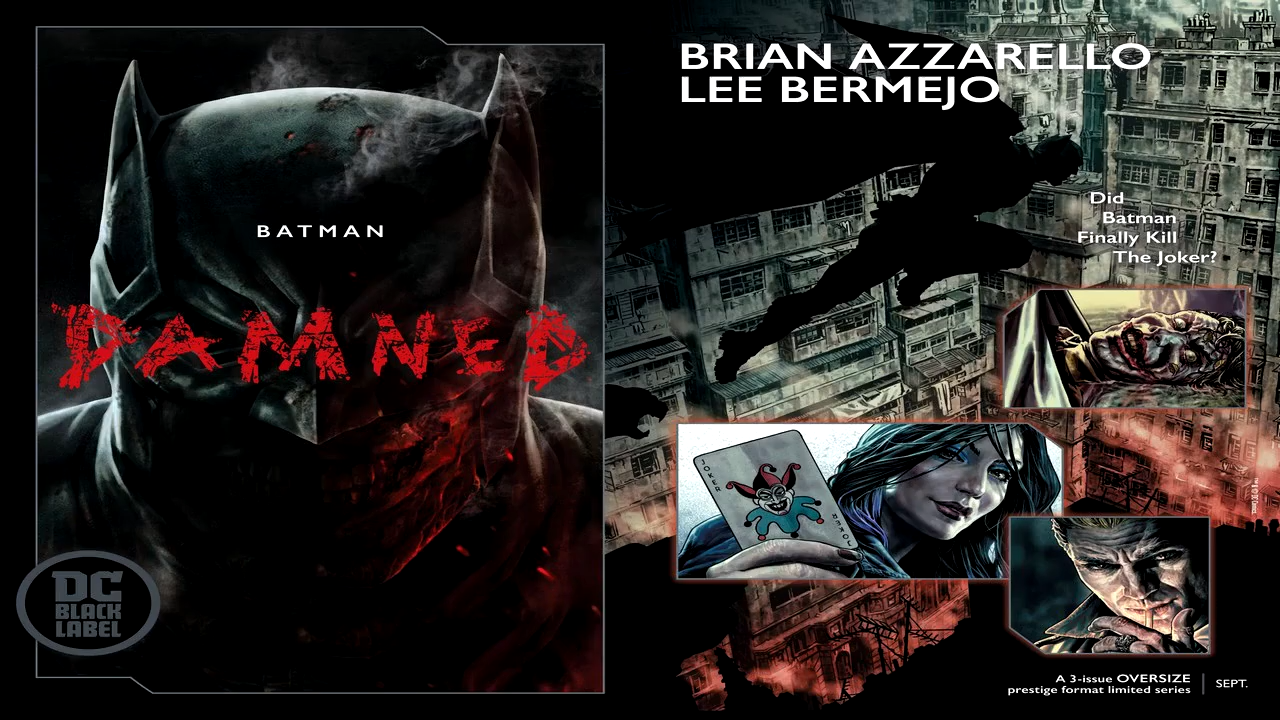 BATMAN
DAMNED
DC
BLACK
LABEL
BRIAN AZZARELLO
LEE BERMEJO
Did
Batman
Finally Kill
The Joker?
JOKER
JOKER
A 3-issue OVERSIZE
prestige format limited series
SEPT.